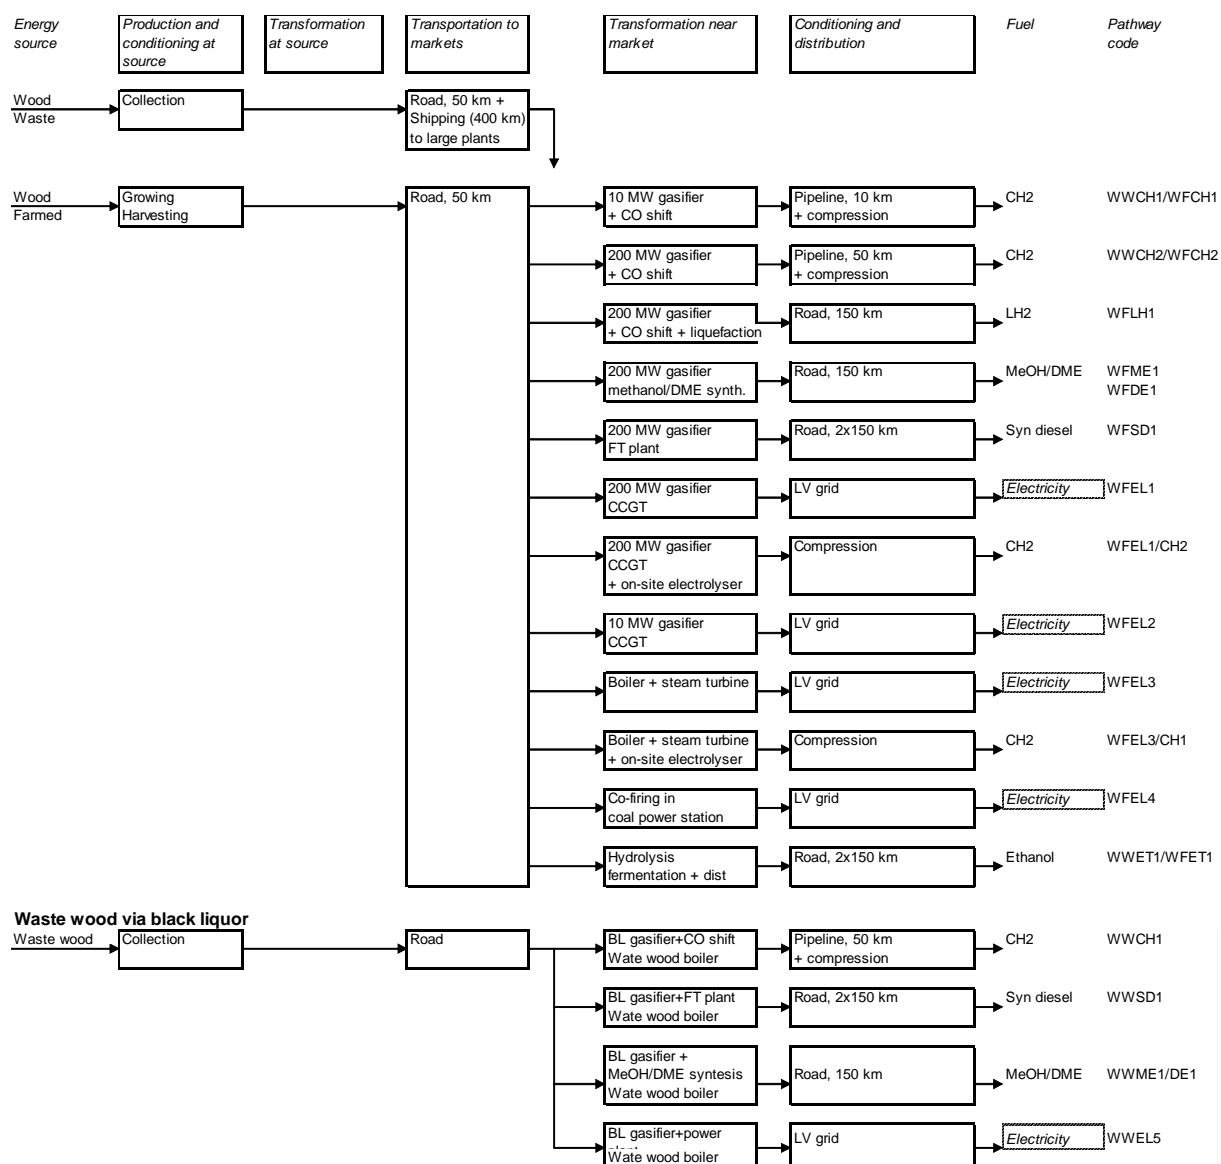 Energy source
Production and conditioning at source
Transformation at source
Transportation to markets
Transformation near market
Conditioning and distribution
Fuel
Pathway code
Wood
Waste
Collection
Road, 50 km +
Shipping (400 km)
to large plants
Wood
Farmed
Growing
Harvesting
Road, 50 km
10 MW gasifier
+ CO shift
Pipeline, 10 km
+ compression
CH2
WWCH1/WFCH1
200 MW gasifier
+ CO shift
Pipeline, 50 km
+ compression
CH2
WWCH2/WFCH2
200 MW gasifier
+ CO shift + liquefaction
Road, 150 km
LH2
WFLH1
200 MW gasifier
methanol/DME synth.
Road, 150 km
MeOH/DME
WFME1
WFDE1
200 MW gasifier
FT plant
Road, 2x150 km
Syn diesel
WFSD1
200 MW gasifier
CCGT
LV grid
Electricity
WFEL1
200 MW gasifier
CCGT
+ on-site electrolyser
Compression
CH2
WFEL1/CH2
10 MW gasifier
CCGT
LV grid
Electricity
WFEL2
Boiler + steam turbine
LV grid
Electricity
WFEL3
Boiler + steam turbine
+ on-site electrolyser
Compression
CH2
WFEL3/CH1
Co-firing in
coal power station
LV grid
Electricity
WFEL4
Hydrolysis
fermentation + dist
Road, 2x150 km
Ethanol
WWET1/WFET1
Waste wood via black liquor
Waste wood
Collection
Road
BL gasifier+CO shift
Wate wood boiler
Pipeline, 50 km
+ compression
CH2
WWCH1
BL gasifier+FT plant
Wate wood boiler
Road, 2x150 km
Syn diesel
WWSD1
BL gasifier +
MeOH/DME syntesis
Wate wood boiler
Road, 150 km
MeOH/DME
WWME1/DE1
BL gasifier+power
Wate wood boiler
LV grid
Electricity
WWEL5